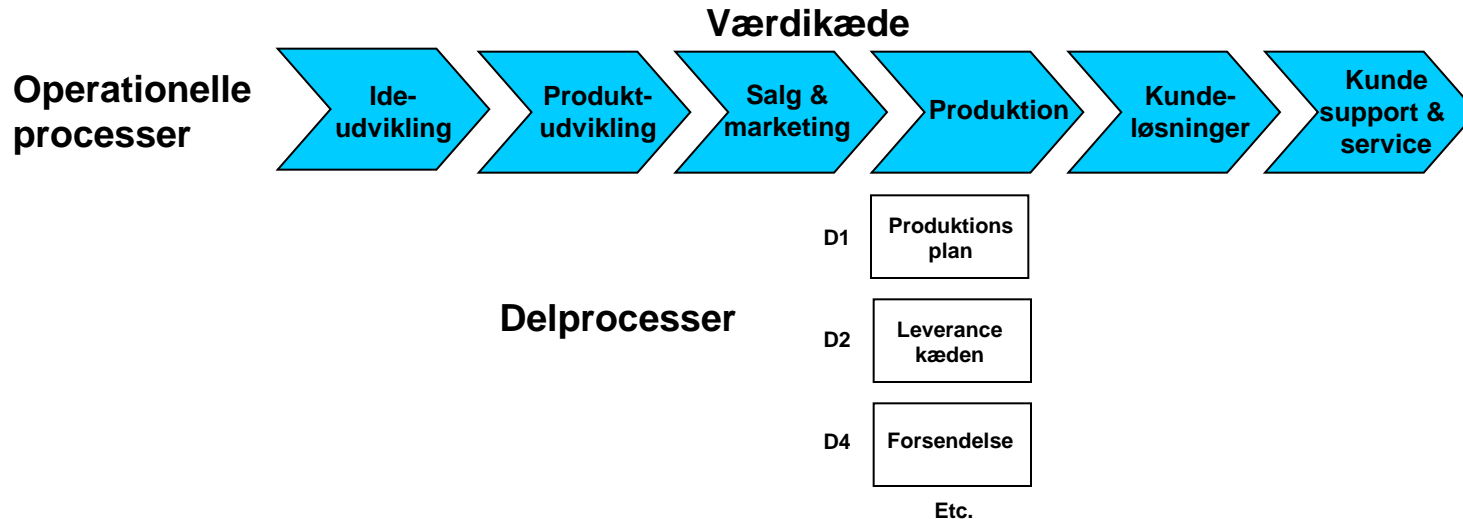 Værdikæde
Operationelle
processer
Ide-
udvikling
Produkt-
udvikling
Salg &
marketing
Produktion
Kunde-
løsninger
Kunde
support &
service
D1
Produktions
plan
Delprocesser
D2
Leverance
kæden
D4
Forsendelse
Etc.